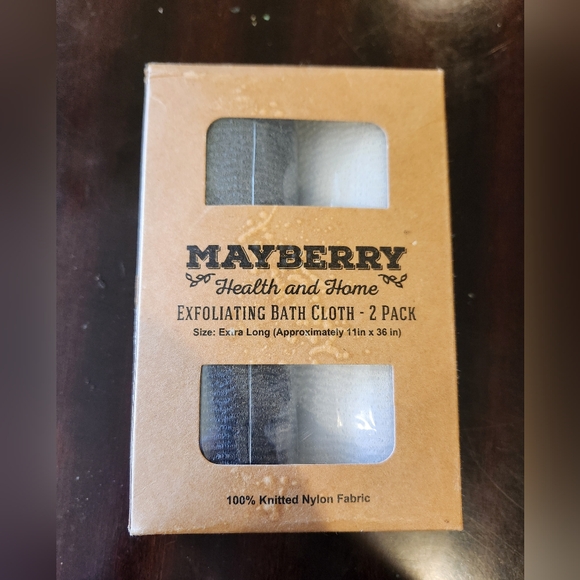 MAYBERRY
Health and Home
EXFOLIATING BATH CLOTH - 2 PACK
Size: Extra Long (Approximately 11in x 36 in)
100% Knitted Nylon Fabric